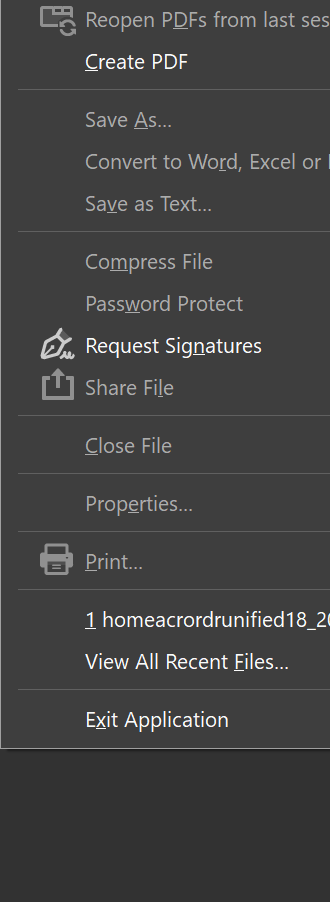 Reopen PDFs from last ses
Create PDF
Save As...
Convert to Word, Excel or
Save as Text...
Compress File
Password Protect
Request Signatures
Share File
Close File
Properties...
Print...
1 homeacrordrunified18_20
View All Recent Files...
Exit Application